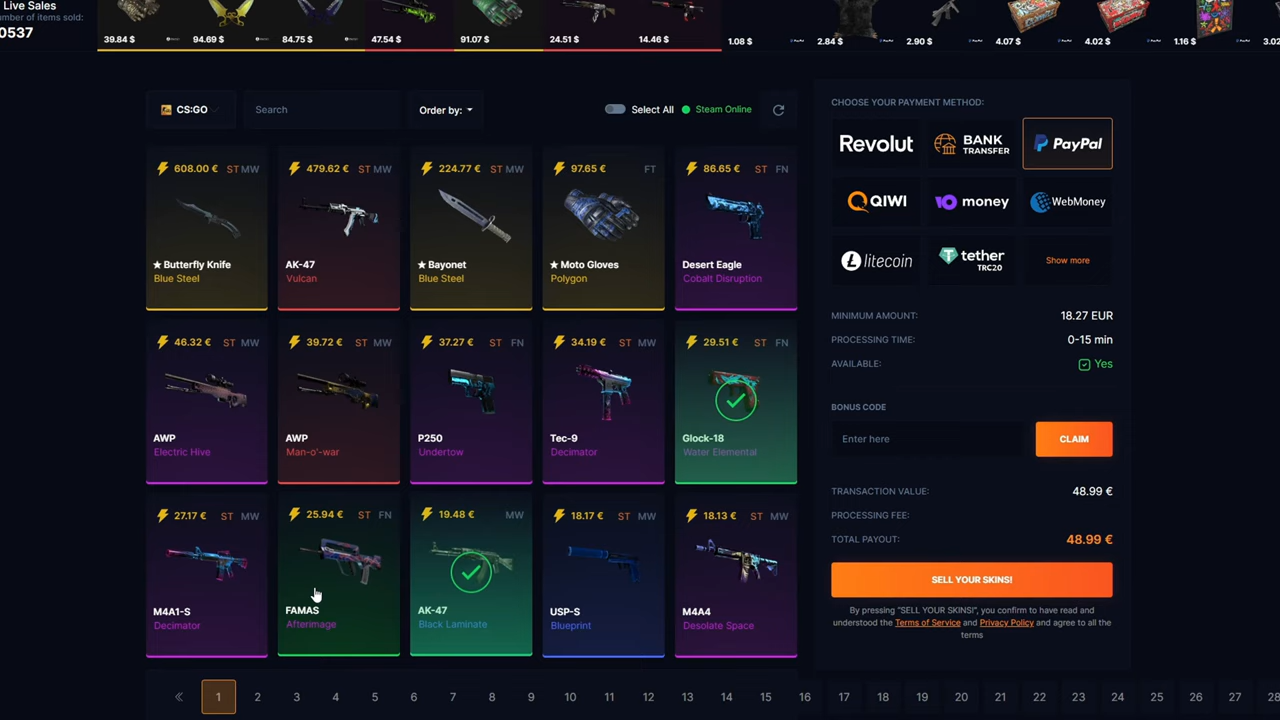 Live Sales
umber of items sold:
0537
39.84 $
94.69 $
84.75 $
47.54 $
91.07 $
24.51 $
14.46 $
1.08 $
2.84 $
2.90 $
4.07 $
4.02 $
1.16 $
3.02
CS:GO
Search
Order by:
Select All
Steam Online
608.00 € ST MW
★ Butterfly Knife
Blue Steel
479.62 € ST MW
AK-47
Vulcan
224.77 € ST MW
★ Bayonet
Blue Steel
97.65 € FT
★ Moto Gloves
Polygon
86.65 € ST FN
Desert Eagle
Cobalt Disruption
46.32 € ST MW
AWP
Electric Hive
39.72 € ST MW
AWP
Man-o'-war
37.27 € ST FN
P250
Undertow
34.19 € ST MW
Tec-9
Decimator
29.51 € ST FN
Glock-18
Water Elemental
27.17 € ST MW
M4A1-S
Decimator
25.94 € ST FN
FAMAS
Afterimage
19.48 € MW
AK-47
Black Laminate
18.17 € ST MW
USP-S
Blueprint
18.13 € ST MW
M4A4
Desolate Space
« 1 2 3 4 5 6 7 8 9 10 11 12 13 14 15 16 17 18 19 20 21 22 23 24 25 26 27 28
CHOOSE YOUR PAYMENT METHOD:
Revolut
BANK
TRANSFER
PayPal
QIWI
money
WebMoney
litecoin
tether
TRC20
Show more
MINIMUM AMOUNT: 18.27 EUR
PROCESSING TIME: 0-15 min
AVAILABLE: Yes
BONUS CODE
Enter here
CLAIM
TRANSACTION VALUE: 48.99 €
PROCESSING FEE:
TOTAL PAYOUT: 48.99 €
SELL YOUR SKINS!
By pressing "SELL YOUR SKINS!", you confirm to have read and
understood the Terms of Service and Privacy Policy and agree to all the
terms